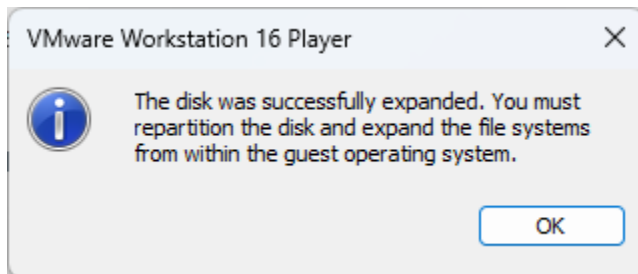 VMware Workstation 16 Player
The disk was successfully expanded. You must
repartition the disk and expand the file systems
from within the guest operating system.
OK